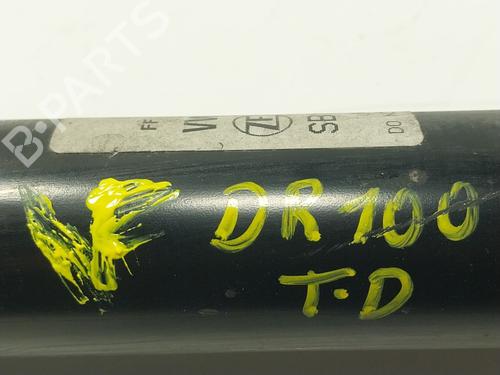 B-PARTS
FF VW ZF SB DO
DR 100
T.D